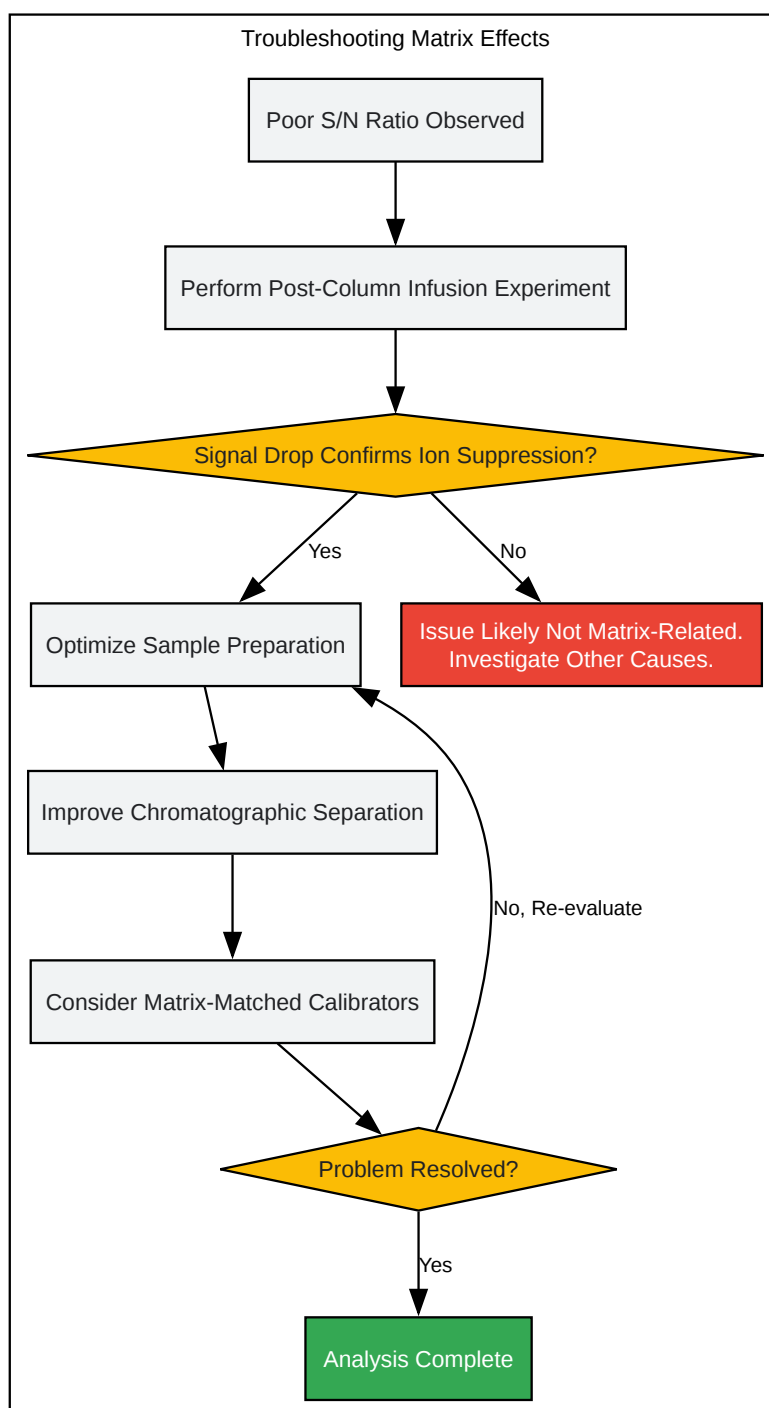 Troubleshooting Matrix Effects
Poor S/N Ratio Observed
Perform Post-Column Infusion Experiment
Signal Drop Confirms Ion Suppression?
Yes
No
Optimize Sample Preparation
Issue Likely Not Matrix-Related.
Investigate Other Causes.
Improve Chromatographic Separation
No, Re-evaluate
Consider Matrix-Matched Calibrators
Problem Resolved?
Yes
Analysis Complete